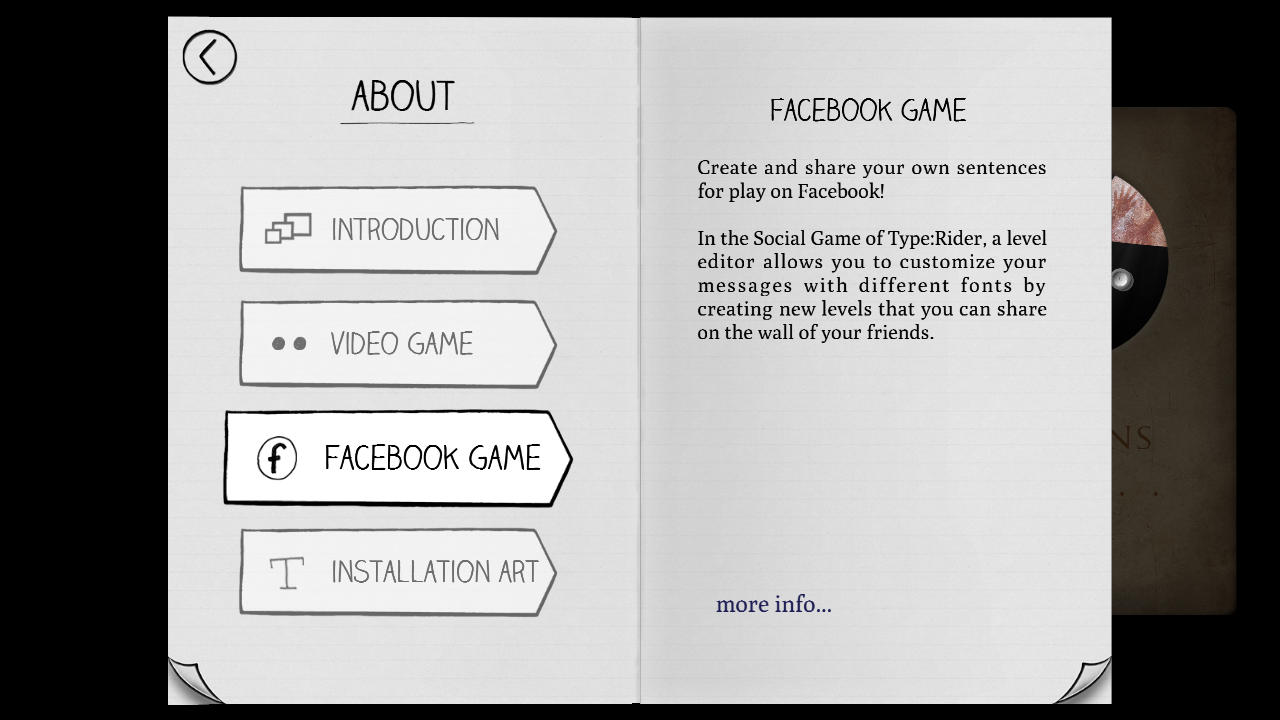 ABOUT
INTRODUCTION
VIDEO GAME
f FACEBOOK GAME
T INSTALLATION ART
FACEBOOK GAME
Create and share your own sentences
for play on Facebook!
In the Social Game of Type:Rider, a level
editor allows you to customize your
messages with different fonts by
creating new levels that you can share
on the wall of your friends.
more info...